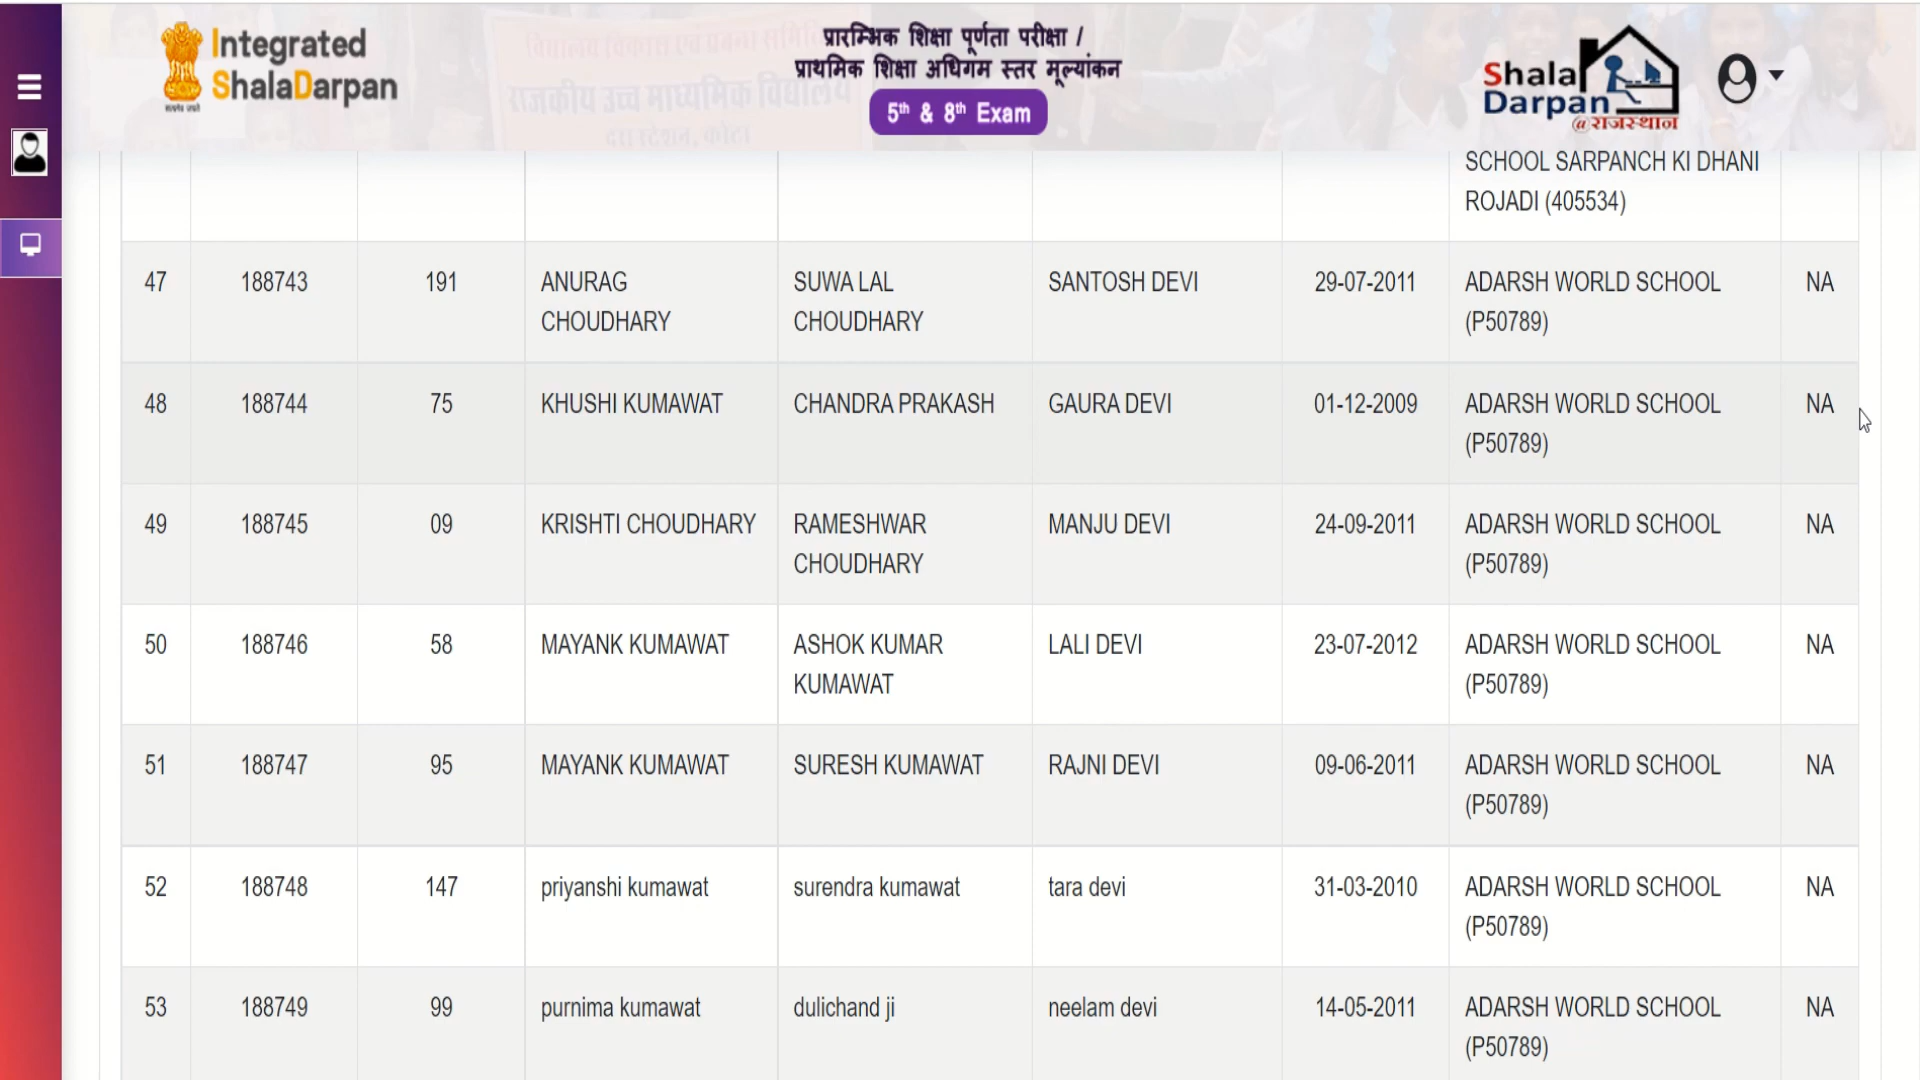 Integrated
ShalaDarpan
प्रारम्भिक शिक्षा पूर्णता परीक्षा /
प्राथमिक शिक्षा अधिगम स्तर मूल्यांकन
5th & 8th Exam
राजकीय उच्च माध्यमिक विद्यालय
Shala
Darpan
@राजस्थान
SCHOOL SARPANCH KI DHANI
ROJADI (405534)
47 188743 191 ANURAG SUWA LAL SANTOSH DEVI 29-07-2011 ADARSH WORLD SCHOOL NA
CHOUDHARY CHOUDHARY (P50789)
48 188744 75 KHUSHI KUMAWAT CHANDRA PRAKASH GAURA DEVI 01-12-2009 ADARSH WORLD SCHOOL NA
(P50789)
49 188745 09 KRISHTI CHOUDHARY RAMESHWAR MANJU DEVI 24-09-2011 ADARSH WORLD SCHOOL NA
CHOUDHARY (P50789)
50 188746 58 MAYANK KUMAWAT ASHOK KUMAR LALI DEVI 23-07-2012 ADARSH WORLD SCHOOL NA
KUMAWAT (P50789)
51 188747 95 MAYANK KUMAWAT SURESH KUMAWAT RAJNI DEVI 09-06-2011 ADARSH WORLD SCHOOL NA
(P50789)
52 188748 147 priyanshi kumawat surendra kumawat tara devi 31-03-2010 ADARSH WORLD SCHOOL NA
(P50789)
53 188749 99 purnima kumawat dulichand ji neelam devi 14-05-2011 ADARSH WORLD SCHOOL NA
(P50789)